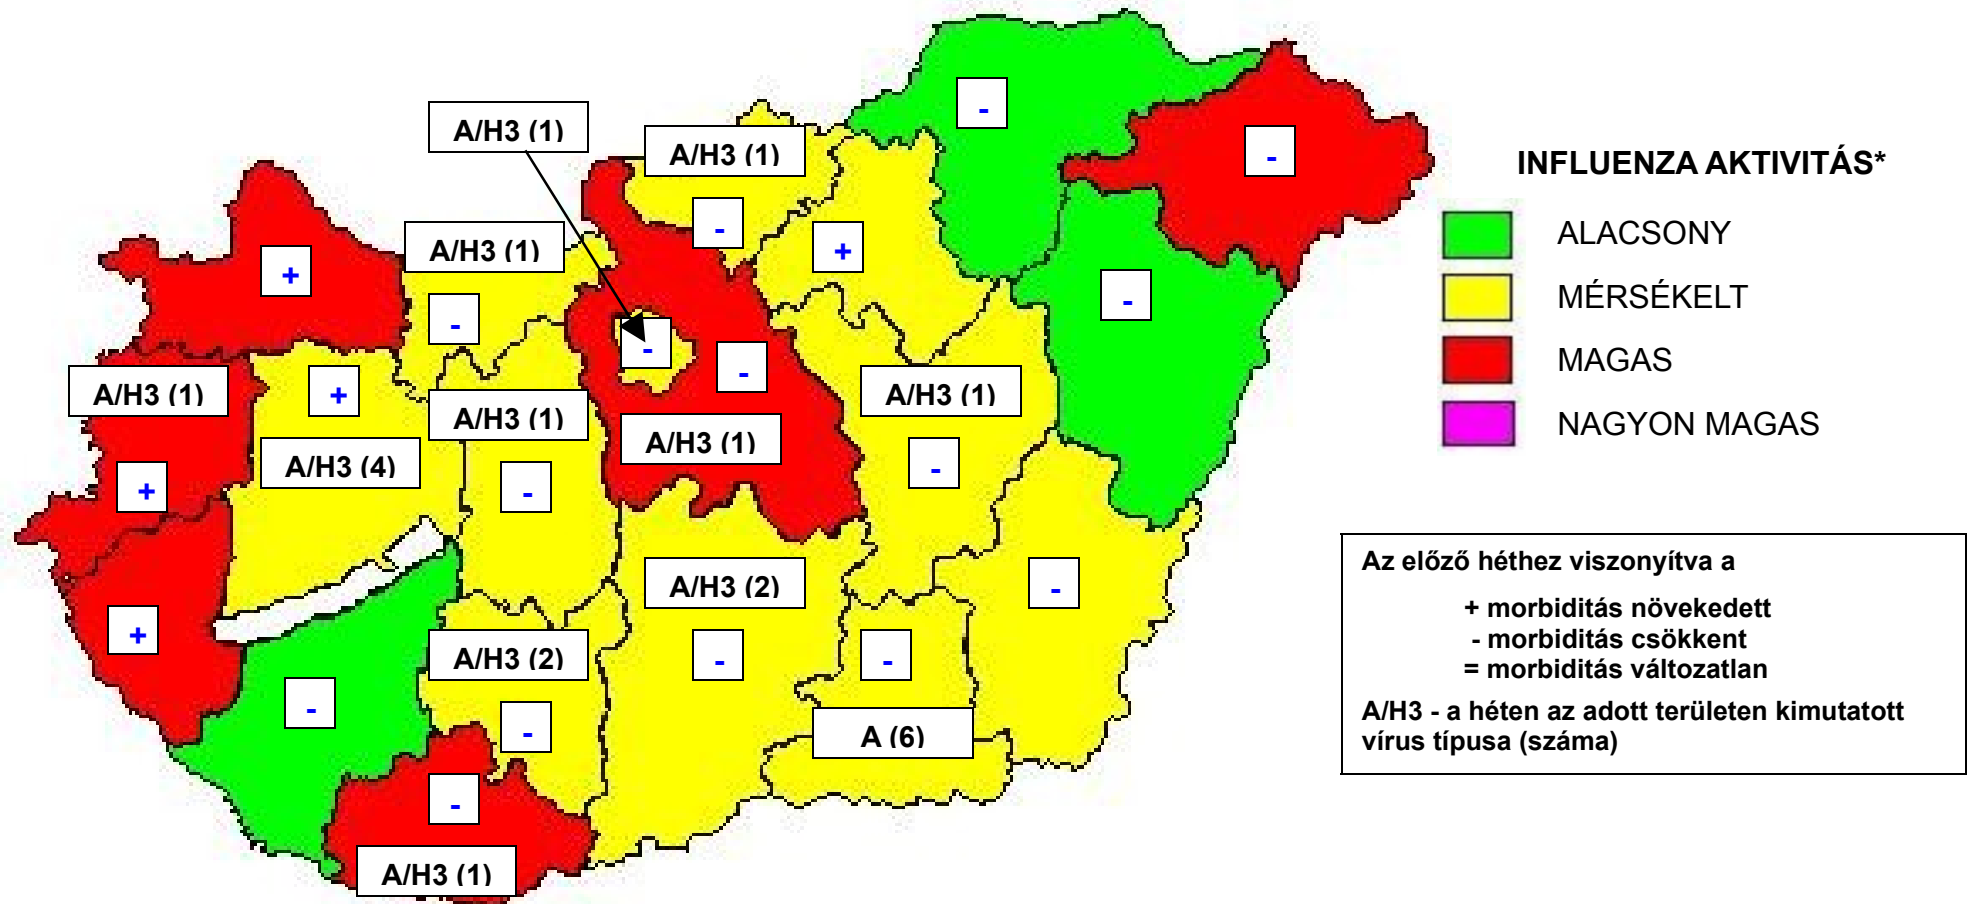 -
A/H3 (1)
A/H3 (1)
-
-
A/H3 (1)
+
+
-
-
-
-
-
A/H3 (1)
+
A/H3 (1)
A/H3 (1)
A/H3 (1)
A/H3 (4)
-
+
-
A/H3 (2)
-
+
A/H3 (2)
-
-
-
-
A (6)
-
A/H3 (1)
INFLUENZA AKTIVITÁS*
ALACSONY
MÉRSÉKELT
MAGAS
NAGYON MAGAS
Az előző héthez viszonyítva a
+ morbiditás növekedett
- morbiditás csökkent
= morbiditás változatlan
A/H3 - a héten az adott területen kimutatott
vírus típusa (száma)